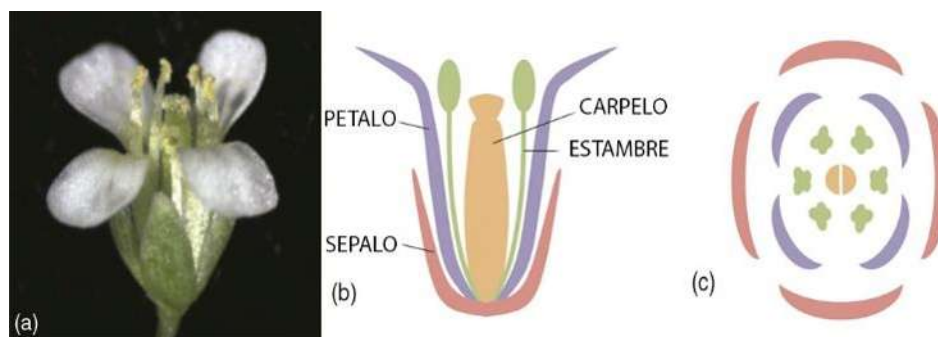 PETALO
CARPELO
ESTAMBRE
SEPALO
(a)
(b)
(c)